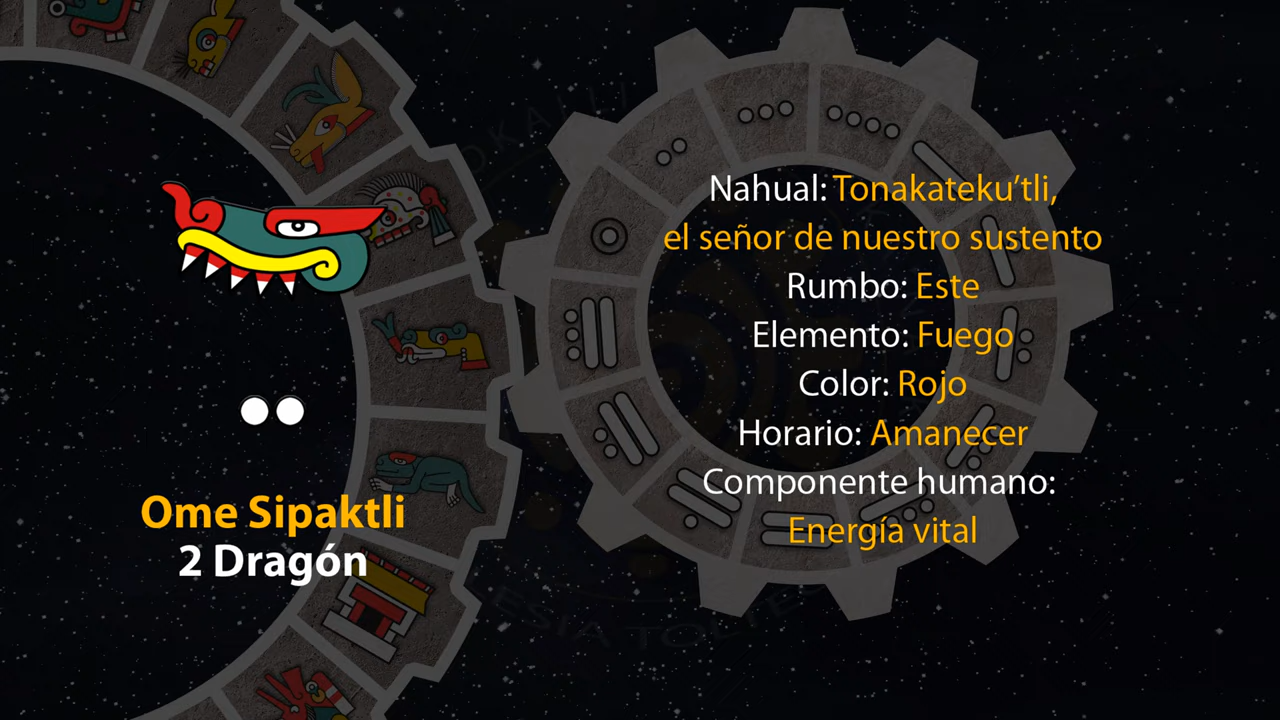 Ome Sipaktli
2 Dragón
Nahual: Tonakateku’tli,
el señor de nuestro sustento
Rumbo: Este
Elemento: Fuego
Color: Rojo
Horario: Amanecer
Componente humano:
Energía vital